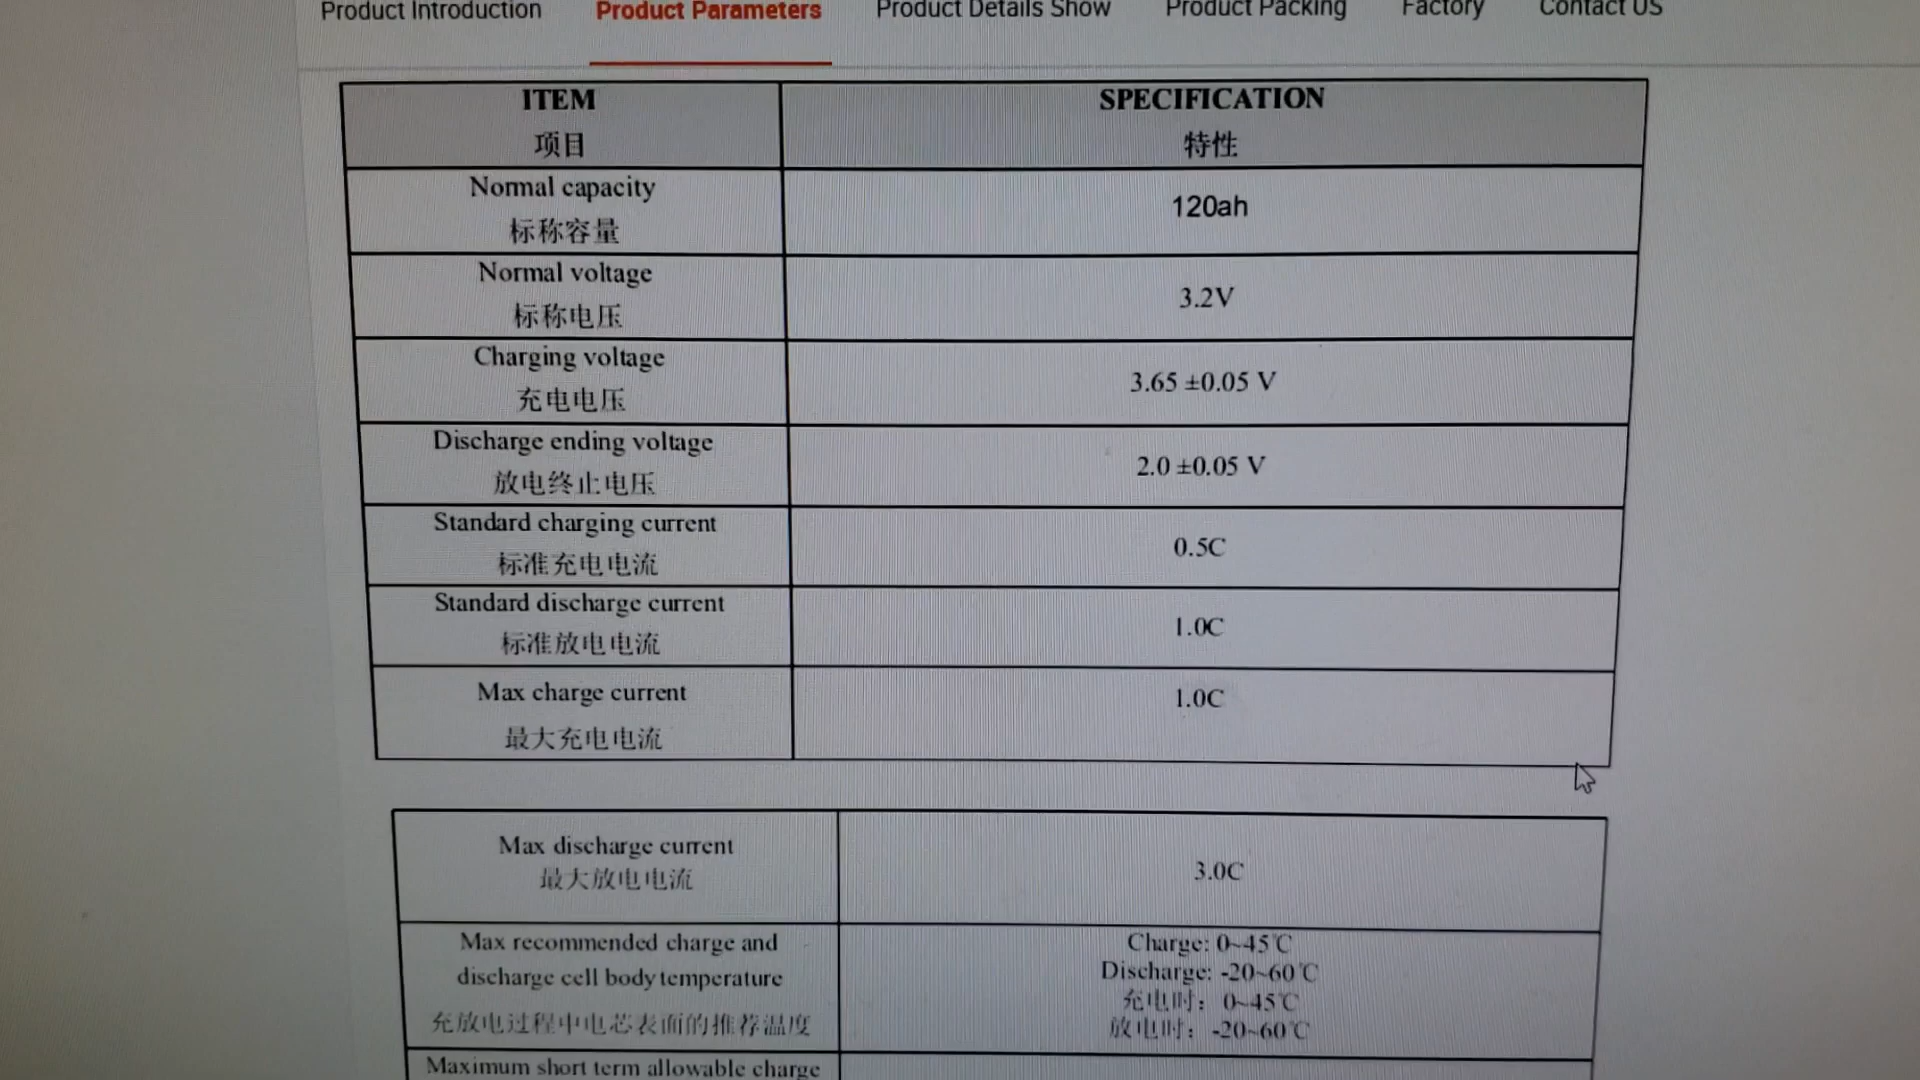 Product Introduction Product Parameters Product Details Show Product Packing Factory Contact US
ITEM SPECIFICATION
项目 特性
Normal capacity
标称容量
120ah
Normal voltage
标称电压
3.2V
Charging voltage
充电电压
3.65 ±0.05 V
Discharge ending voltage
放电终止电压
2.0 ±0.05 V
Standard charging current
标准充电电流
0.5C
Standard discharge current
标准放电电流
1.0C
Max charge current
最大充电电流
1.0C
Max discharge current
最大放电电流
3.0C
Max recommended charge and
discharge cell body temperature
充放电过程中电芯表面的推荐温度
Charge: 0~45℃
Discharge: -20~60℃
充电时：0~45℃
放电时：-20~60℃
Maximum short term allowable charge